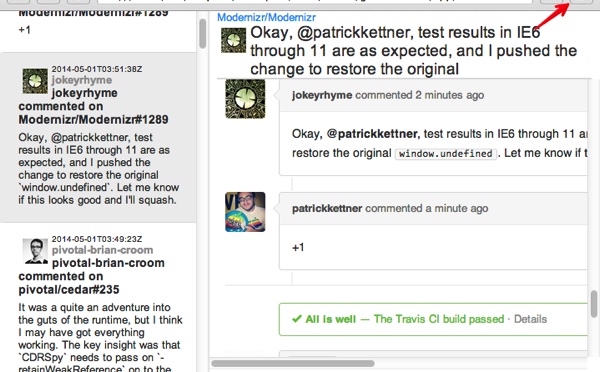 Modernizr/Modernizr#1289
+1
2014-05-01T03:51:38Z
jokeyrhyme
jokeyrhyme
commented on
Modernizr/Modernizr#1289
Okay, @patrickkettner, test
results in IE6 through 11 are as
expected, and I pushed the
change to restore the original
`window.undefined`. Let me know
if this looks good and I'll squash.
2014-05-01T03:49:23Z
pivotal-brian-croom
pivotal-brian-croom
commented on
pivotal/cedar#235
It was a quite an adventure into
the guts of the runtime, but I think
I may have got everything
working. The key insight was that
`CDRSpy` needs to pass on `-
retainWeakReference` on to the
Modernizr/Modernizr
Okay, @patrickkettner, test results in IE6
through 11 are as expected, and I pushed the
change to restore the original
jokeyrhyme commented 2 minutes ago
Okay, @patrickkettner, test results in IE6 through 11 ar
restore the original window.undefined. Let me know if t
patrickkettner commented a minute ago
+1
All is well — The Travis CI build passed · Details